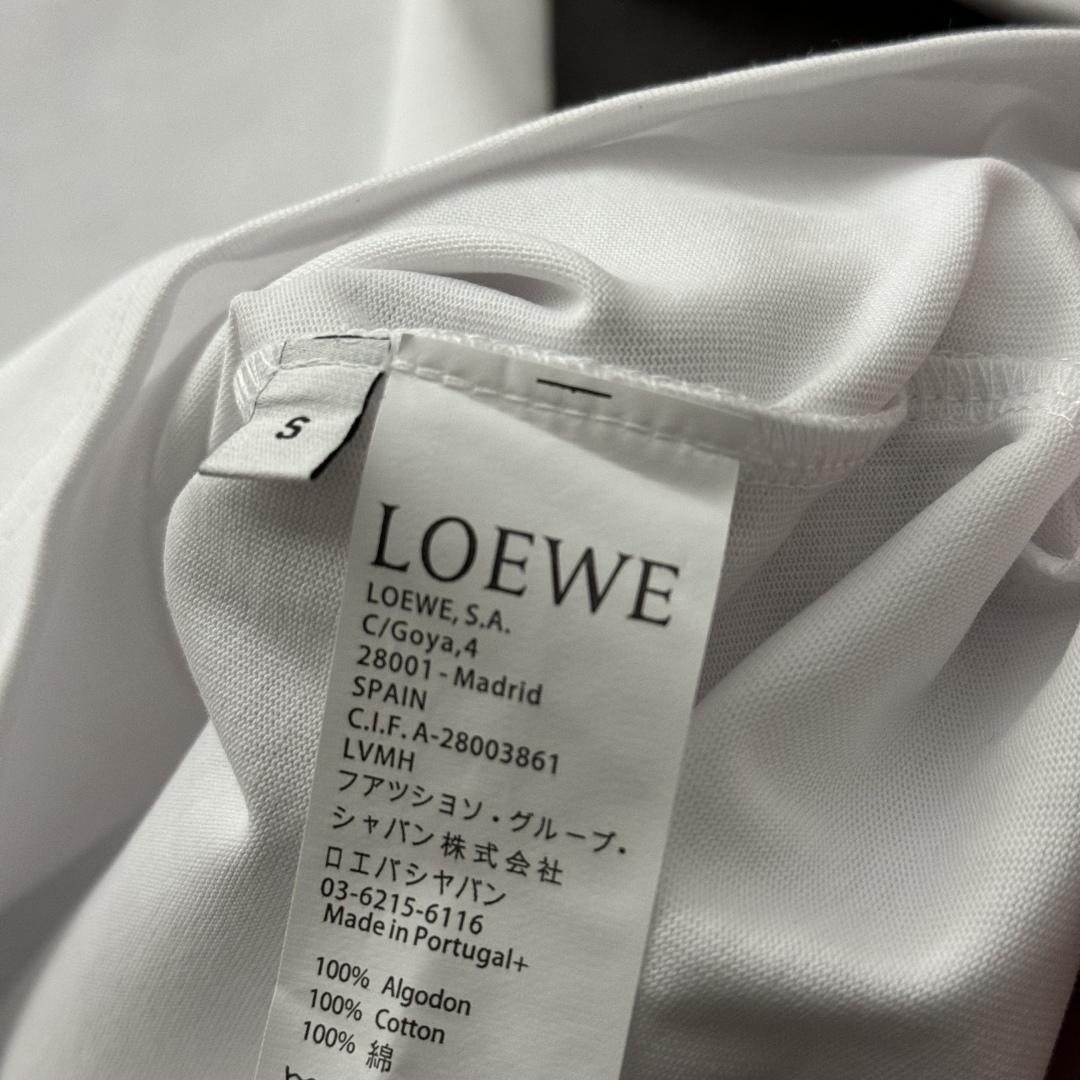 S
LOEWE
LOEWE, S.A.
C/Goya,4
28001 - Madrid
SPAIN
C.I.F. A-28003861
LVMH
フアツシヨソ・グループ・
シャバン株式会社
ロエバシヤバン
03-6215-6116
Made in Portugal+
100% Algodon
100% Cotton
100% 綿